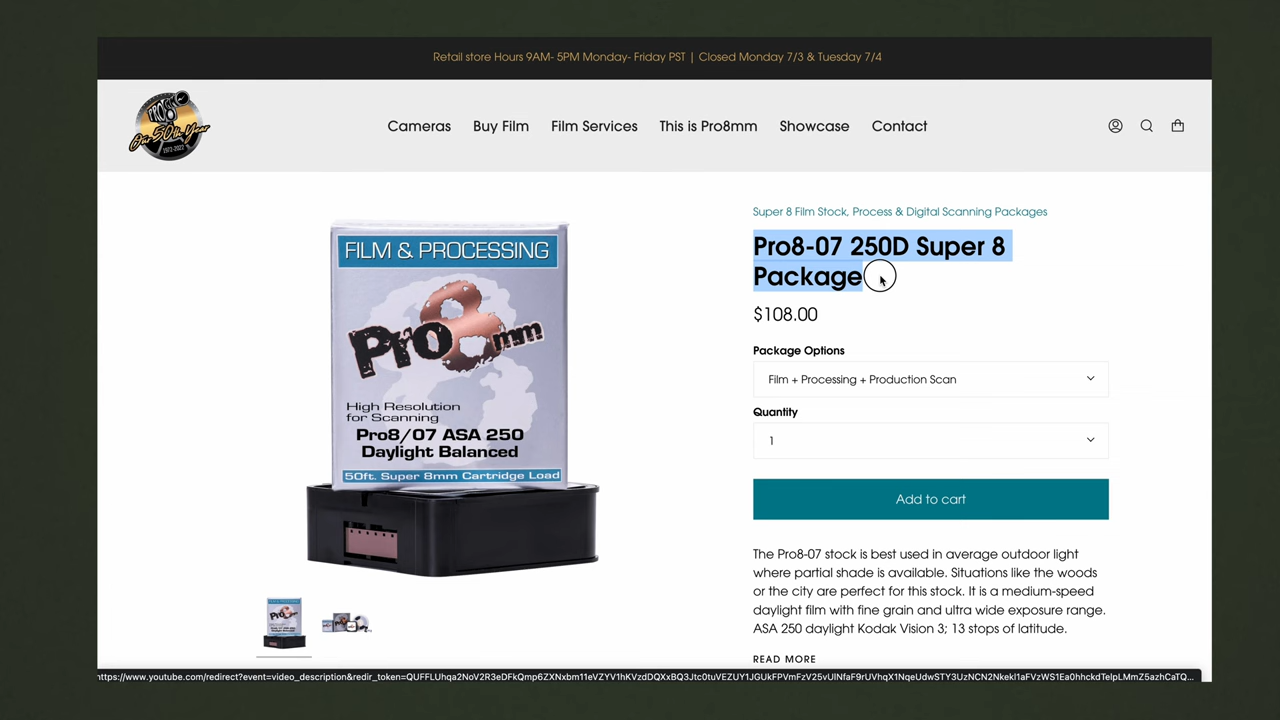 Retail store Hours 9AM- 5PM Monday- Friday PST | Closed Monday 7/3 & Tuesday 7/4
PRO8
Our 50th Year
1972-2022
Cameras Buy Film Film Services This is Pro8mm Showcase Contact
FILM & PROCESSING
Pro8mm
High Resolution
for Scanning
Pro8/07 ASA 250
Daylight Balanced
50ft. Super 8mm Cartridge Load
Super 8 Film Stock, Process & Digital Scanning Packages
Pro8-07 250D Super 8
Package
$108.00
Package Options
Film + Processing + Production Scan
Quantity
1
Add to cart
The Pro8-07 stock is best used in average outdoor light
where partial shade is available. Situations like the woods
or the city are perfect for this stock. It is a medium-speed
daylight film with fine grain and ultra wide exposure range.
ASA 250 daylight Kodak Vision 3; 13 stops of latitude.
READ MORE